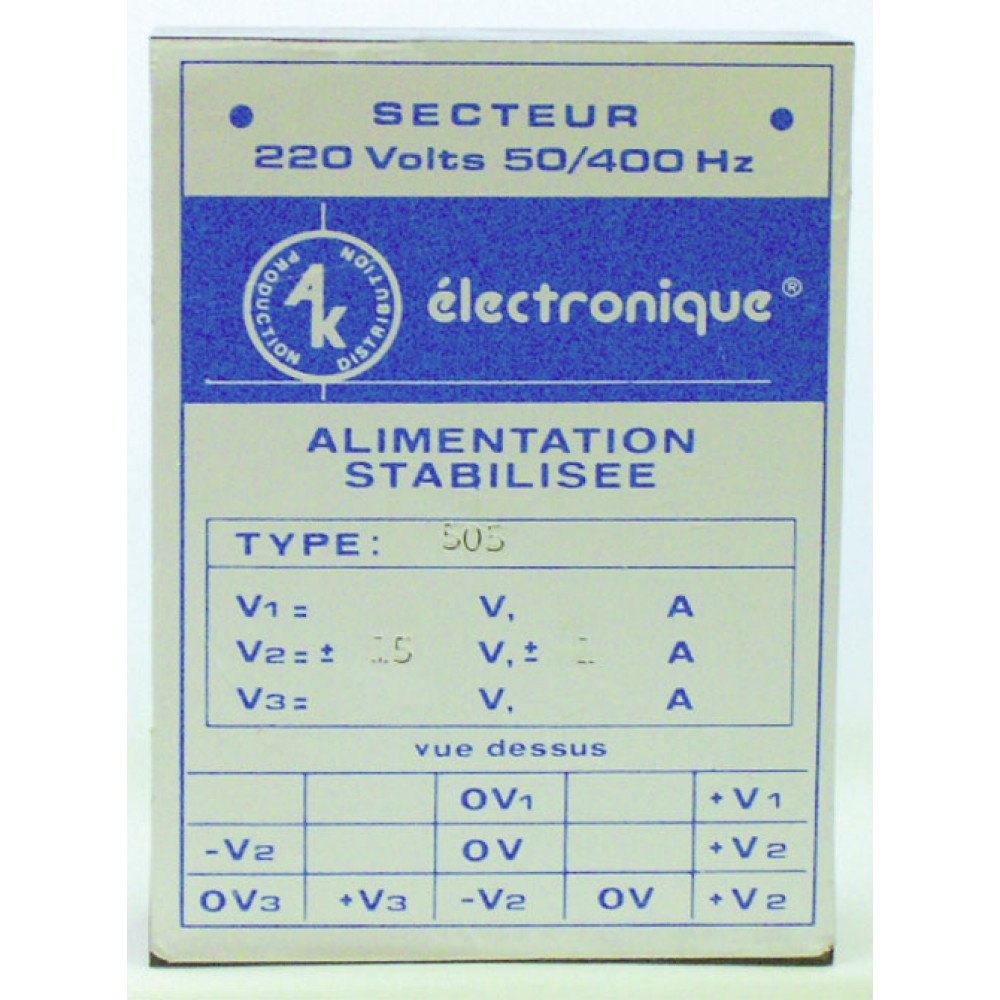 SECTEUR
220 Volts 50/400 Hz
PRODUCTION
DISTRIBUTION
Ak
électronique®
ALIMENTATION
STABILISEE
TYPE: 505
V1= V, A
V2=± 15 V,± 1 A
V3= V, A
vue dessus
0V1 +V1
-V2 0V +V2
0V3 +V3 -V2 0V +V2